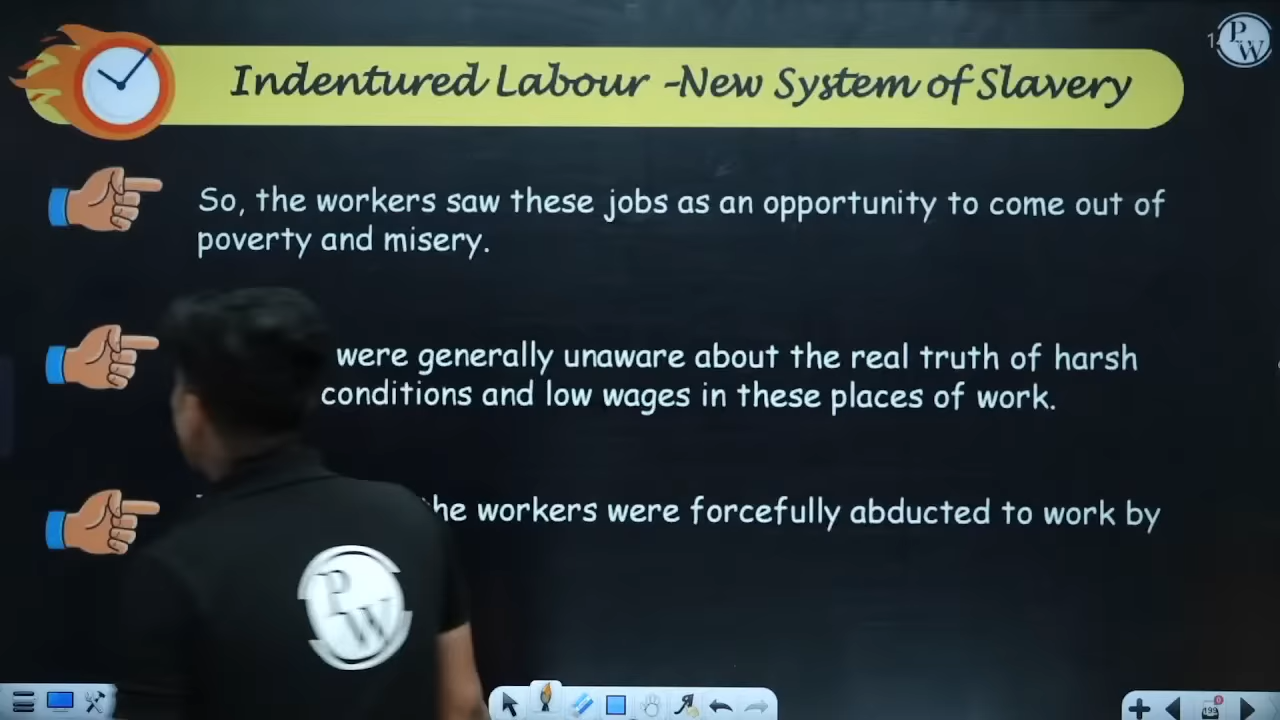 P
W
Indentured Labour -New System of Slavery
So, the workers saw these jobs as an opportunity to come out of
poverty and misery.
were generally unaware about the real truth of harsh
conditions and low wages in these places of work.
the workers were forcefully abducted to work by
P
W
199